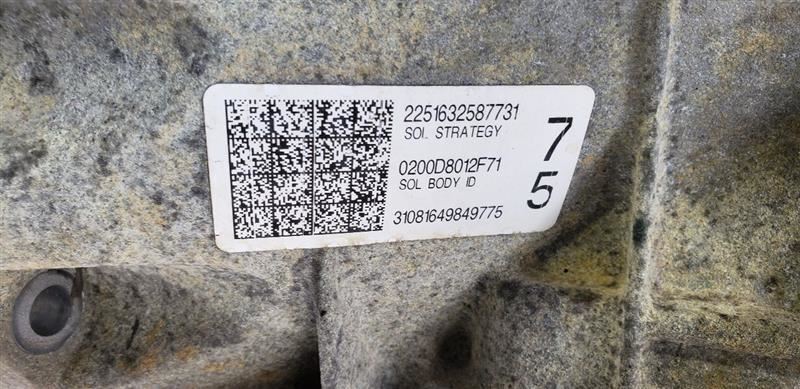 2251632587731
SOL STRATEGY
0200D8012F71
SOL BODY ID
31081649849775
7
5